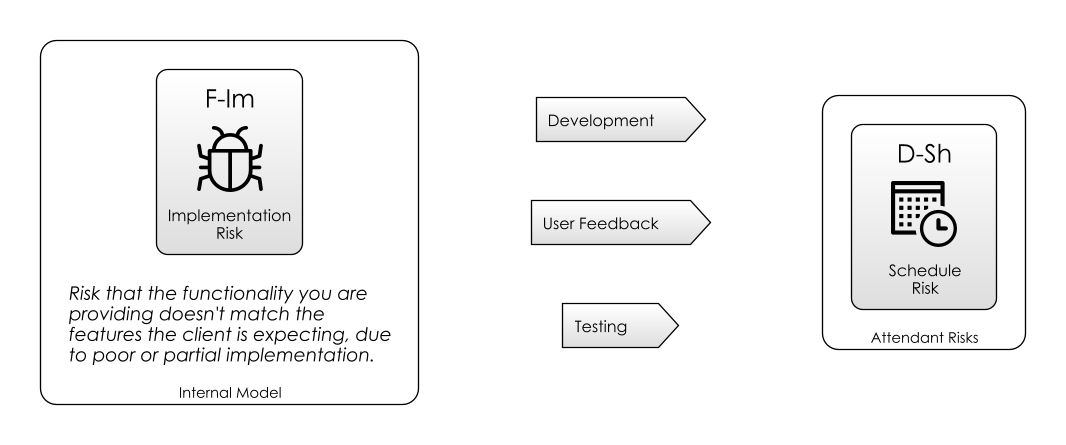 F-Im
Implementation
Risk
Risk that the functionality you are
providing doesn't match the
features the client is expecting, due
to poor or partial implementation.
Internal Model
Development
User Feedback
Testing
D-Sh
Schedule
Risk
Attendant Risks